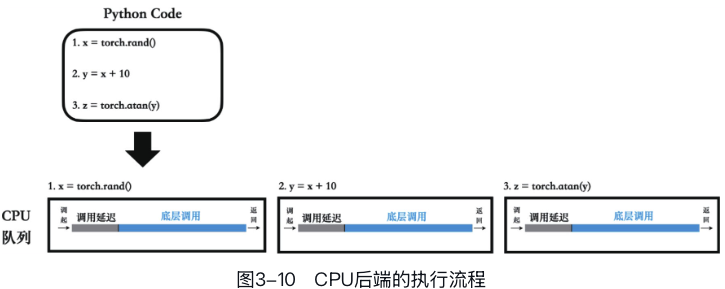 Python Code
1. x = torch.rand()
2. y = x + 10
3. z = torch.atan(y)
1. x = torch.rand()
2. y = x + 10
3. z = torch.atan(y)
CPU
队列
调起
调用延迟
底层调用
返回
调起
调用延迟
底层调用
返回
调起
调用延迟
底层调用
返回
图3-10 CPU后端的执行流程